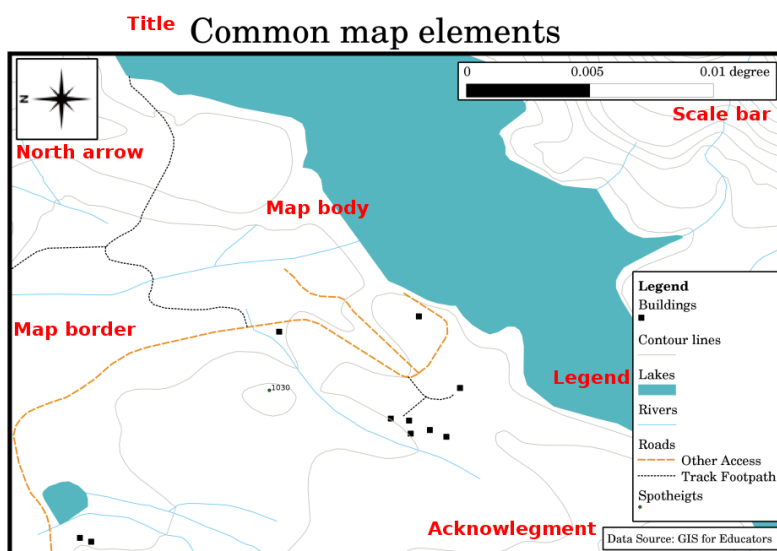 Title Common map elements
0 0.005 0.01 degree
Scale bar
N
North arrow
Map body
Map border
1030
Legend
Legend
Buildings
Contour lines
Lakes
Rivers
Roads
Other Access
Track Footpath
Spotheigts
Acknowlegment
Data Source: GIS for Educators